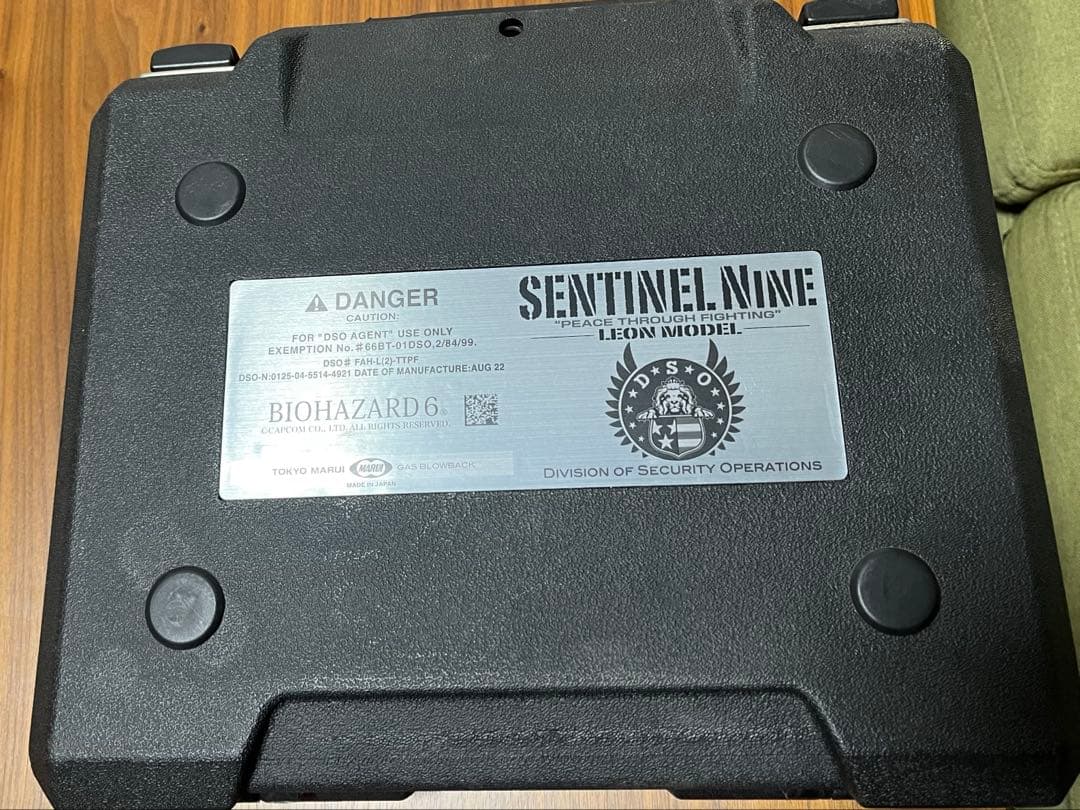 ⚠ DANGER
CAUTION:
FOR "DSO AGENT" USE ONLY
EXEMPTION No.#66BT-01DSO,2/84/99.
DSO# FAH-L(2)-TTPF
DSO-N:0125-04-5514-4921 DATE OF MANUFACTURE:AUG 22
BIOHAZARD 6®
©CAPCOM CO., LTD. ALL RIGHTS RESERVED.
TOKYO MARUI MARUI GAS BLOWBACK
MADE IN JAPAN
SENTINEL NINE
"PEACE THROUGH FIGHTING"
LEON MODEL
DSO
DIVISION OF SECURITY OPERATIONS